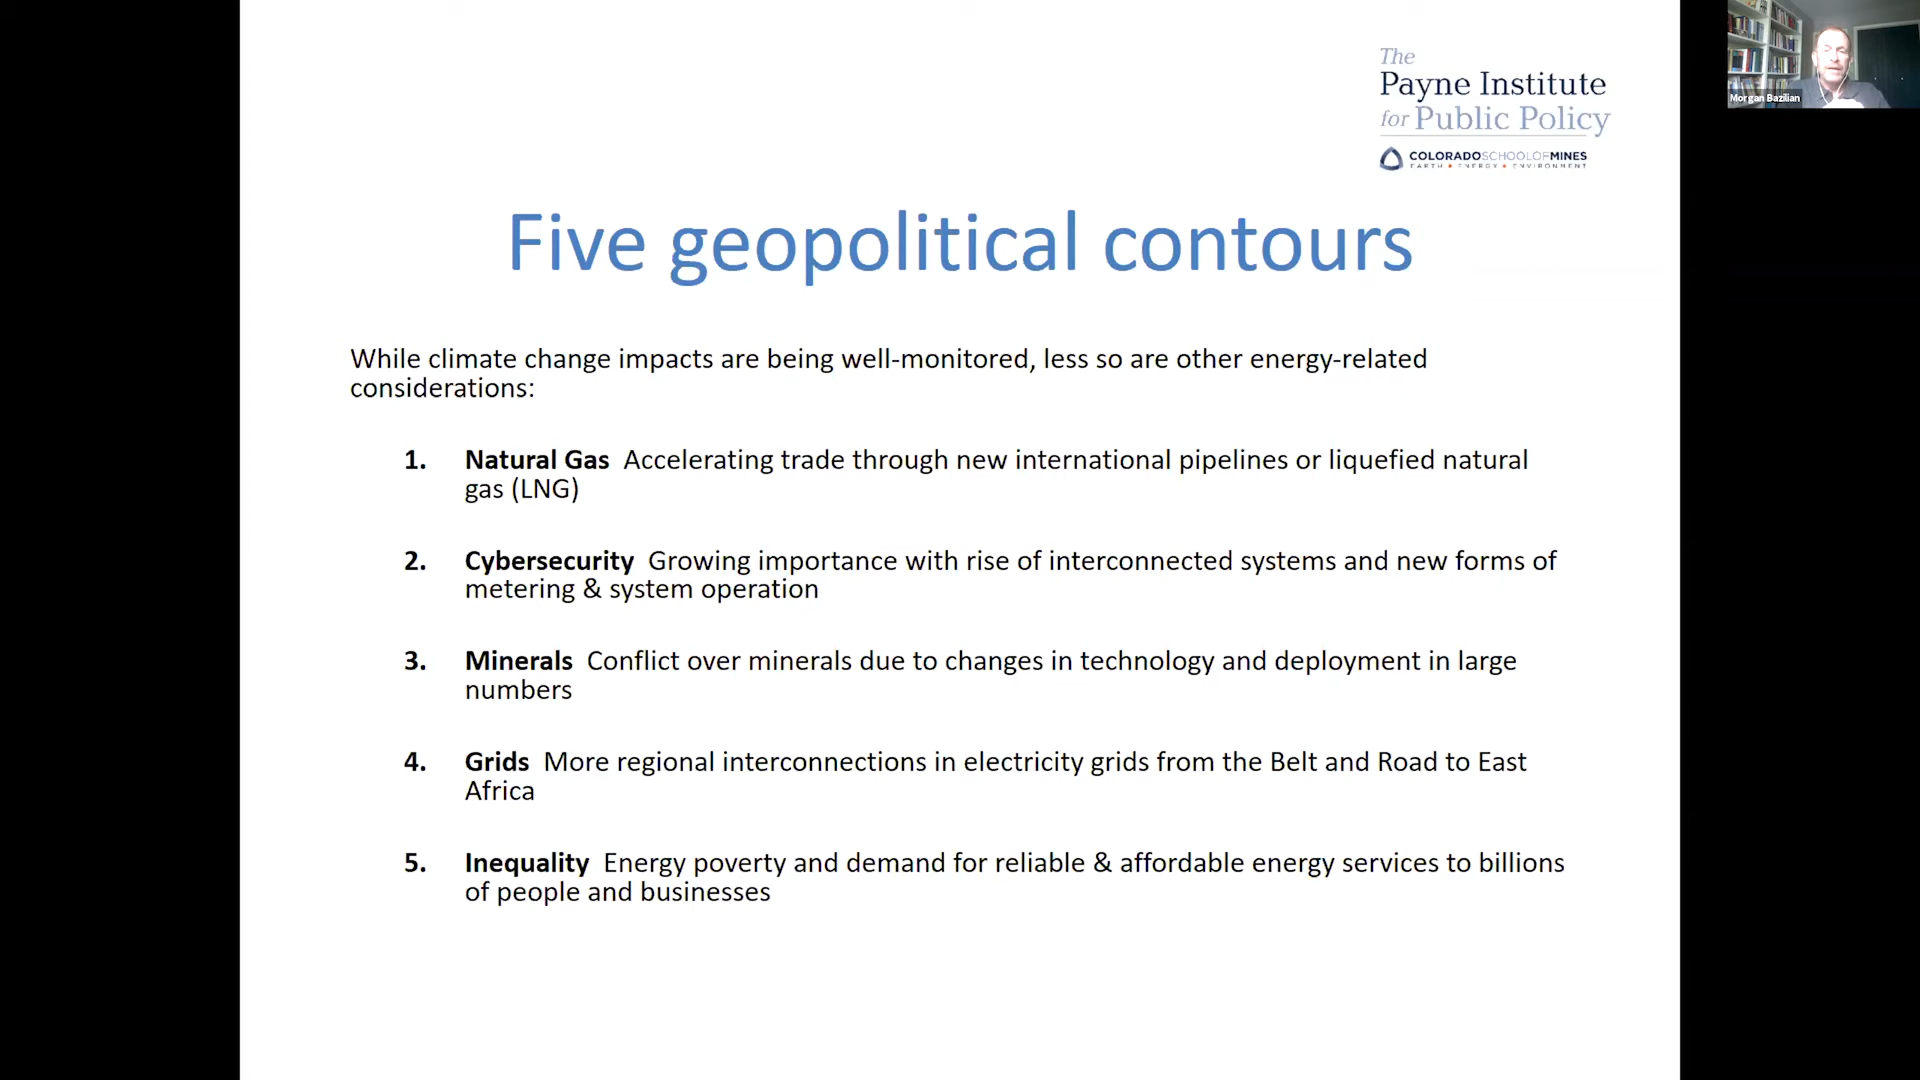 The
Payne Institute
for Public Policy
COLORADOSCHOOLOFMINES
EARTH • ENERGY • ENVIRONMENT
Morgan Bazilian
Five geopolitical contours
While climate change impacts are being well-monitored, less so are other energy-related
considerations:
1. Natural Gas Accelerating trade through new international pipelines or liquefied natural
gas (LNG)
2. Cybersecurity Growing importance with rise of interconnected systems and new forms of
metering & system operation
3. Minerals Conflict over minerals due to changes in technology and deployment in large
numbers
4. Grids More regional interconnections in electricity grids from the Belt and Road to East
Africa
5. Inequality Energy poverty and demand for reliable & affordable energy services to billions
of people and businesses